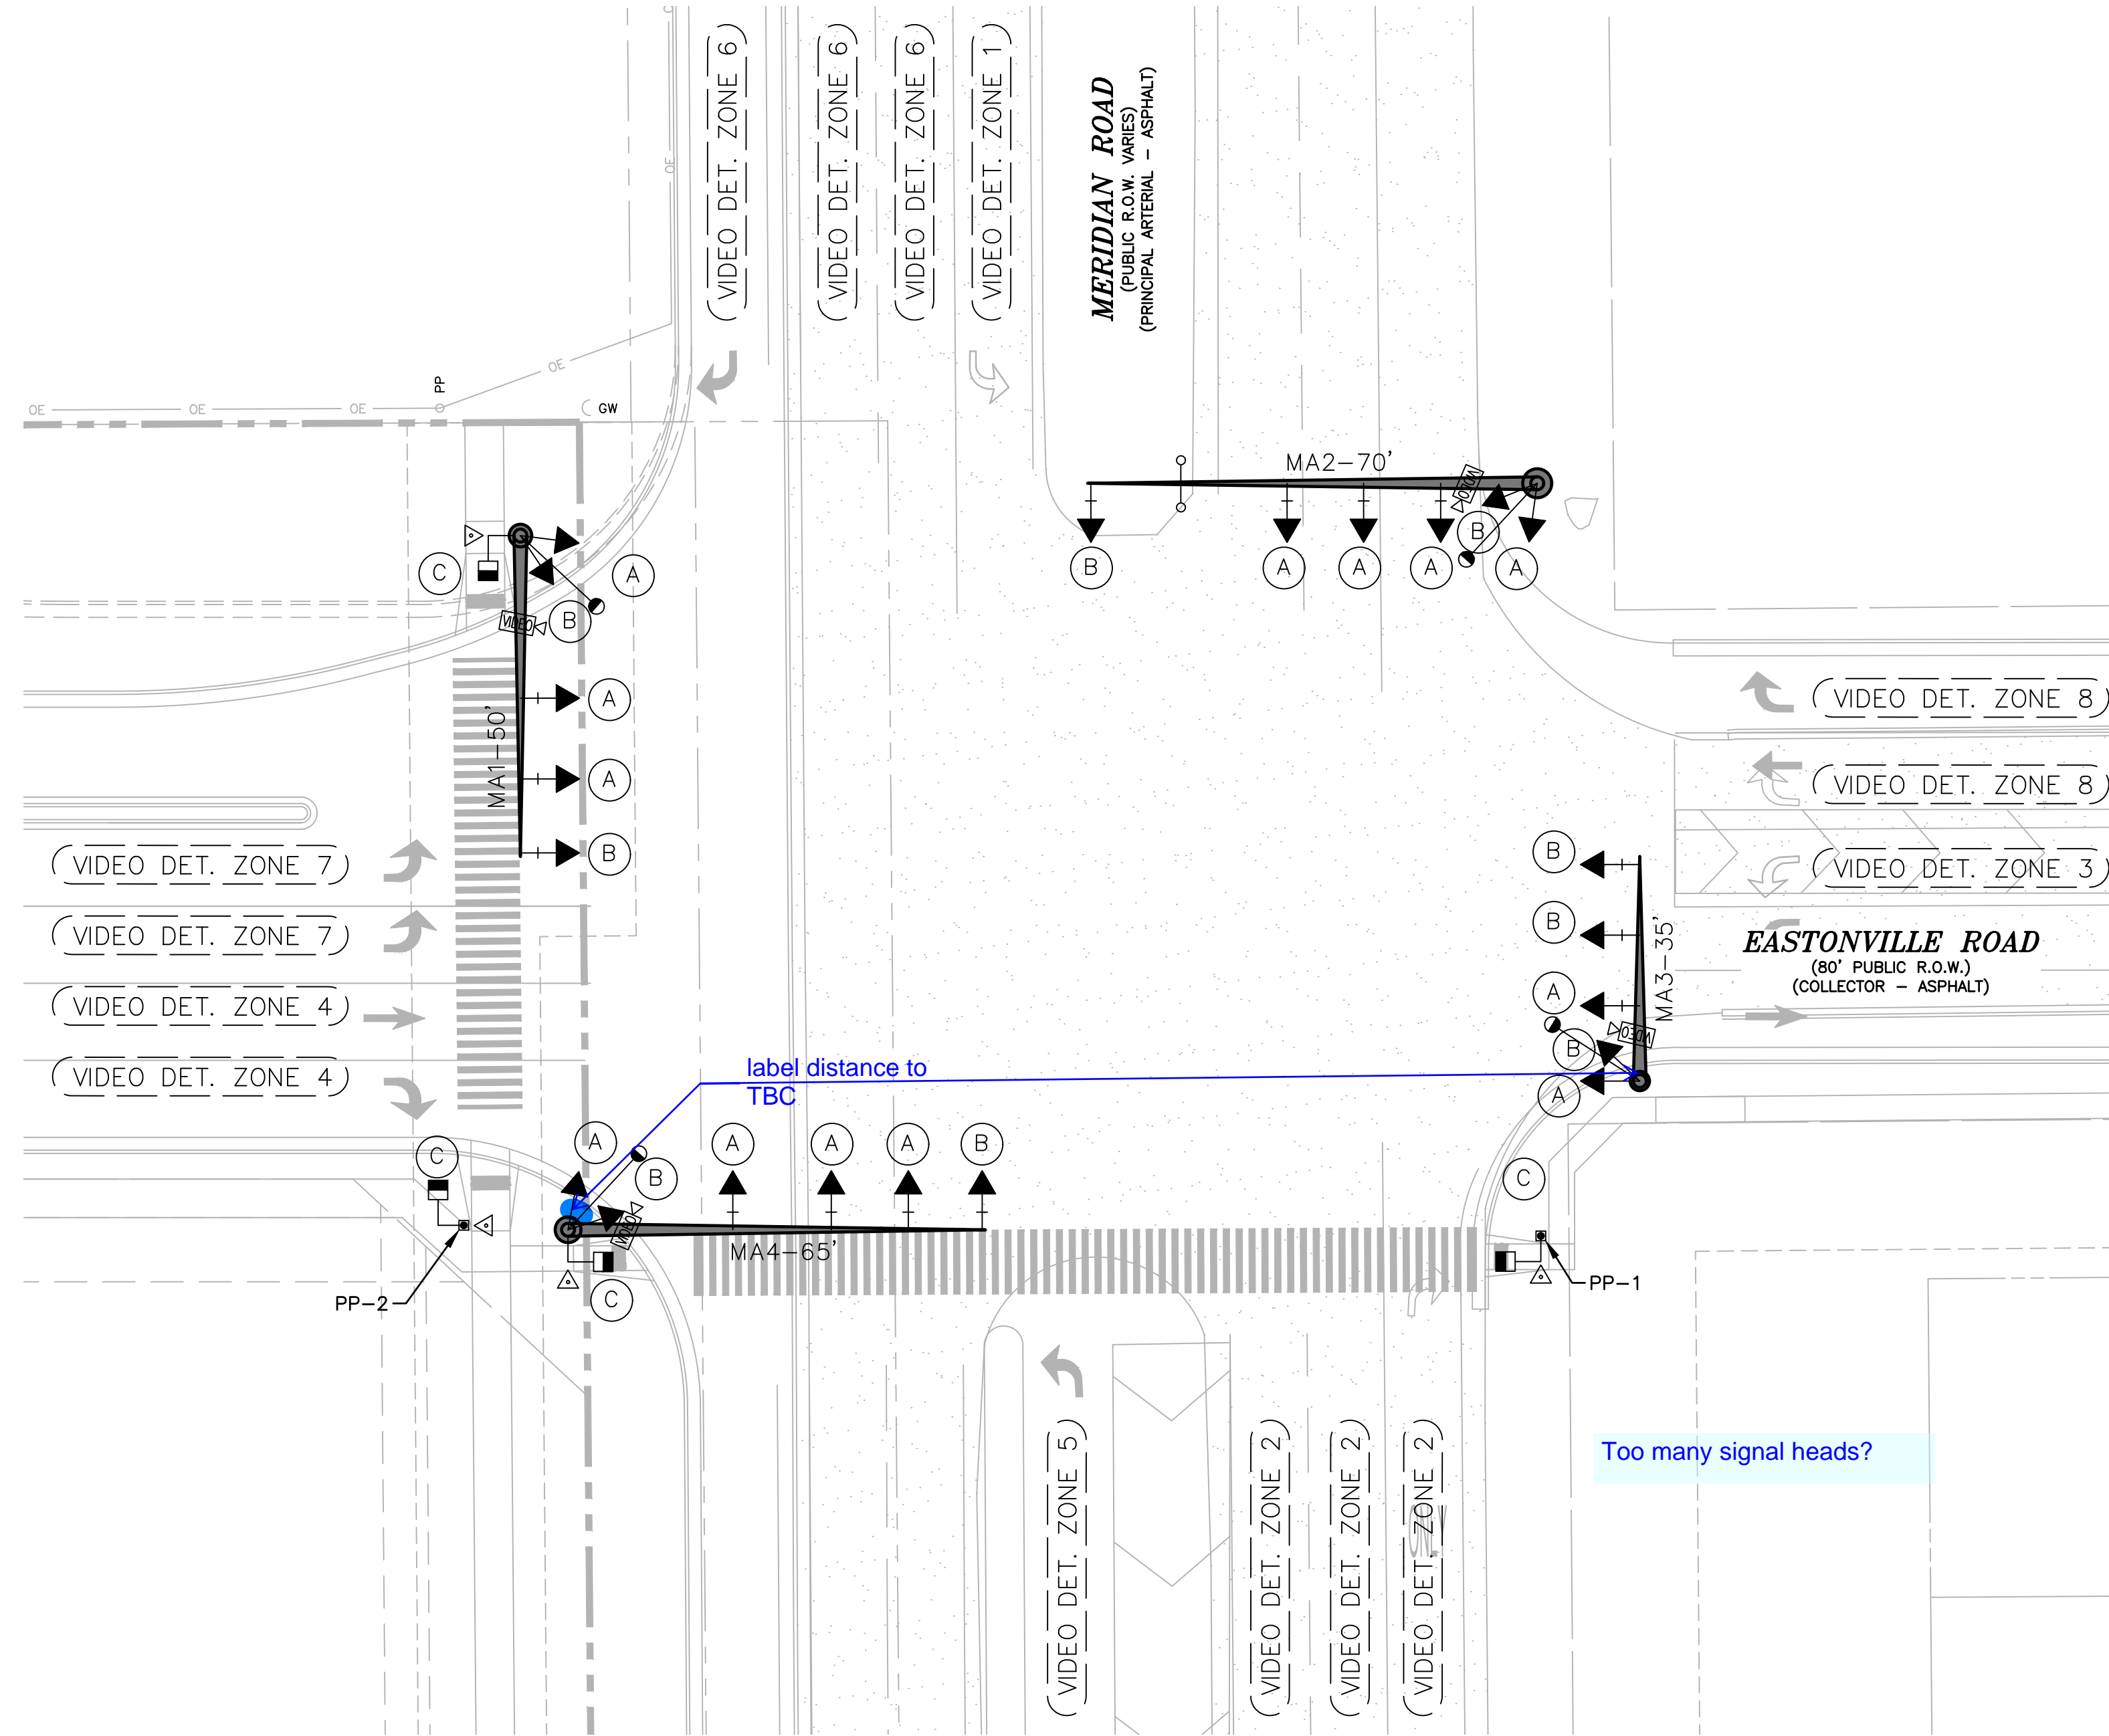 VIDEO DET. ZONE 6
VIDEO DET. ZONE 6
VIDEO DET. ZONE 6
VIDEO DET. ZONE 1
MERIDIAN ROAD
(PUBLIC R.O.W. VARIES)
(PRINCIPAL ARTERIAL – ASPHALT)
OE
OE
PP
OE
OE
OE
GW
MA2–70'
VIDEO
B
A
A
A
B
A
C
A
VIDEO
B
A
MA1–50'
A
B
VIDEO DET. ZONE 8
VIDEO DET. ZONE 8
VIDEO DET. ZONE 3
VIDEO DET. ZONE 7
VIDEO DET. ZONE 7
VIDEO DET. ZONE 4
VIDEO DET. ZONE 4
B
B
A
MA3–35'
VIDEO
B
A
EASTONVILLE ROAD
(80' PUBLIC R.O.W.)
(COLLECTOR – ASPHALT)
label distance to
TBC
C
A
B
A
A
A
B
VIDEO
MA4–65'
C
C
PP–2
PP–1
VIDEO DET. ZONE 5
VIDEO DET. ZONE 2
VIDEO DET. ZONE 2
VIDEO DET. ZONE 2
Too many signal heads?